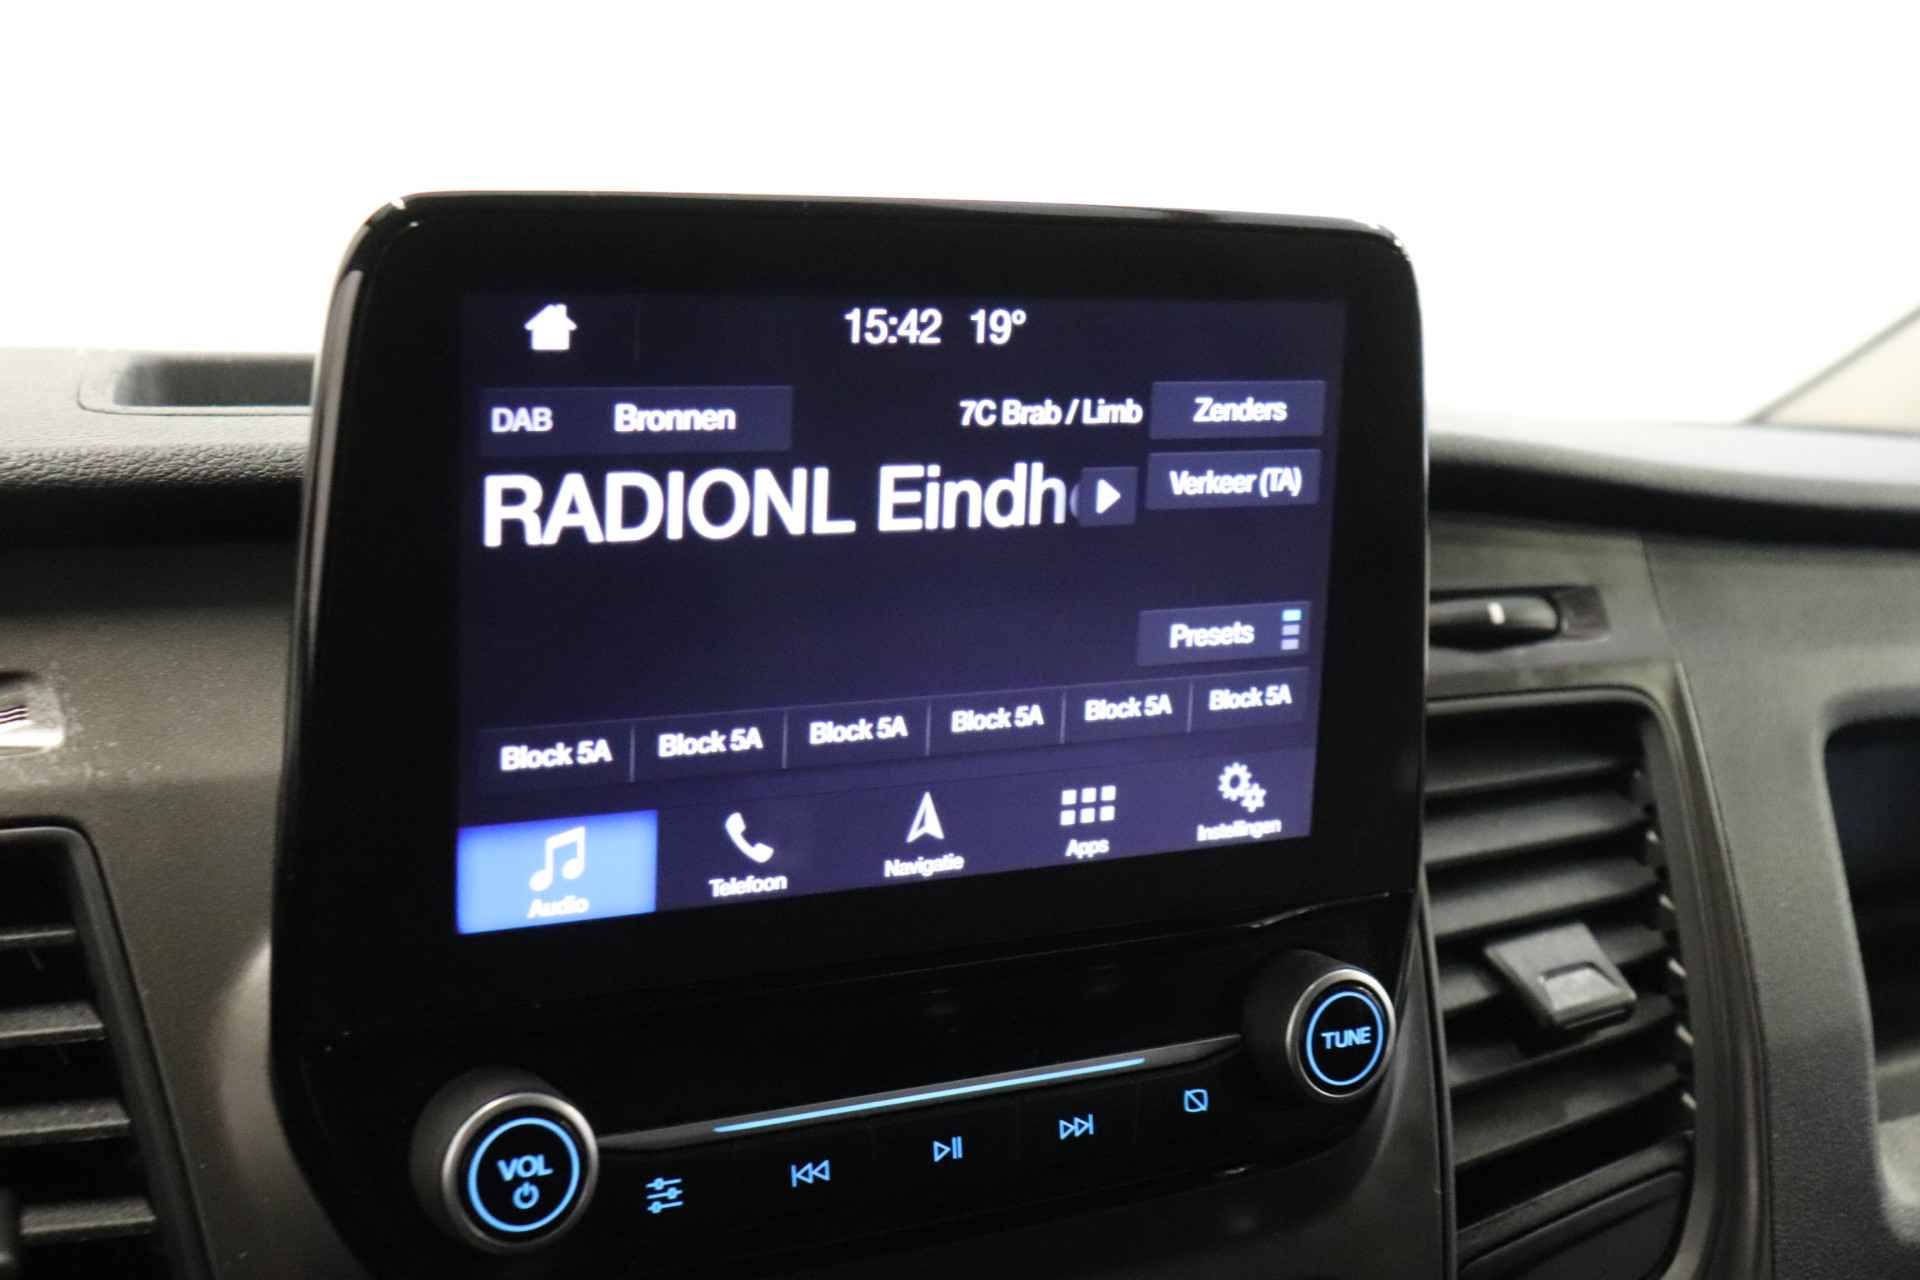 15:42 19°
DAB Bronnen 7C Brab / Limb Zenders
RADIONL Eindh Verkeer (TA)
Presets
Block 5A Block 5A Block 5A Block 5A Block 5A Block 5A
Audio Telefoon Navigatie Apps Instellingen
VOL
TUNE